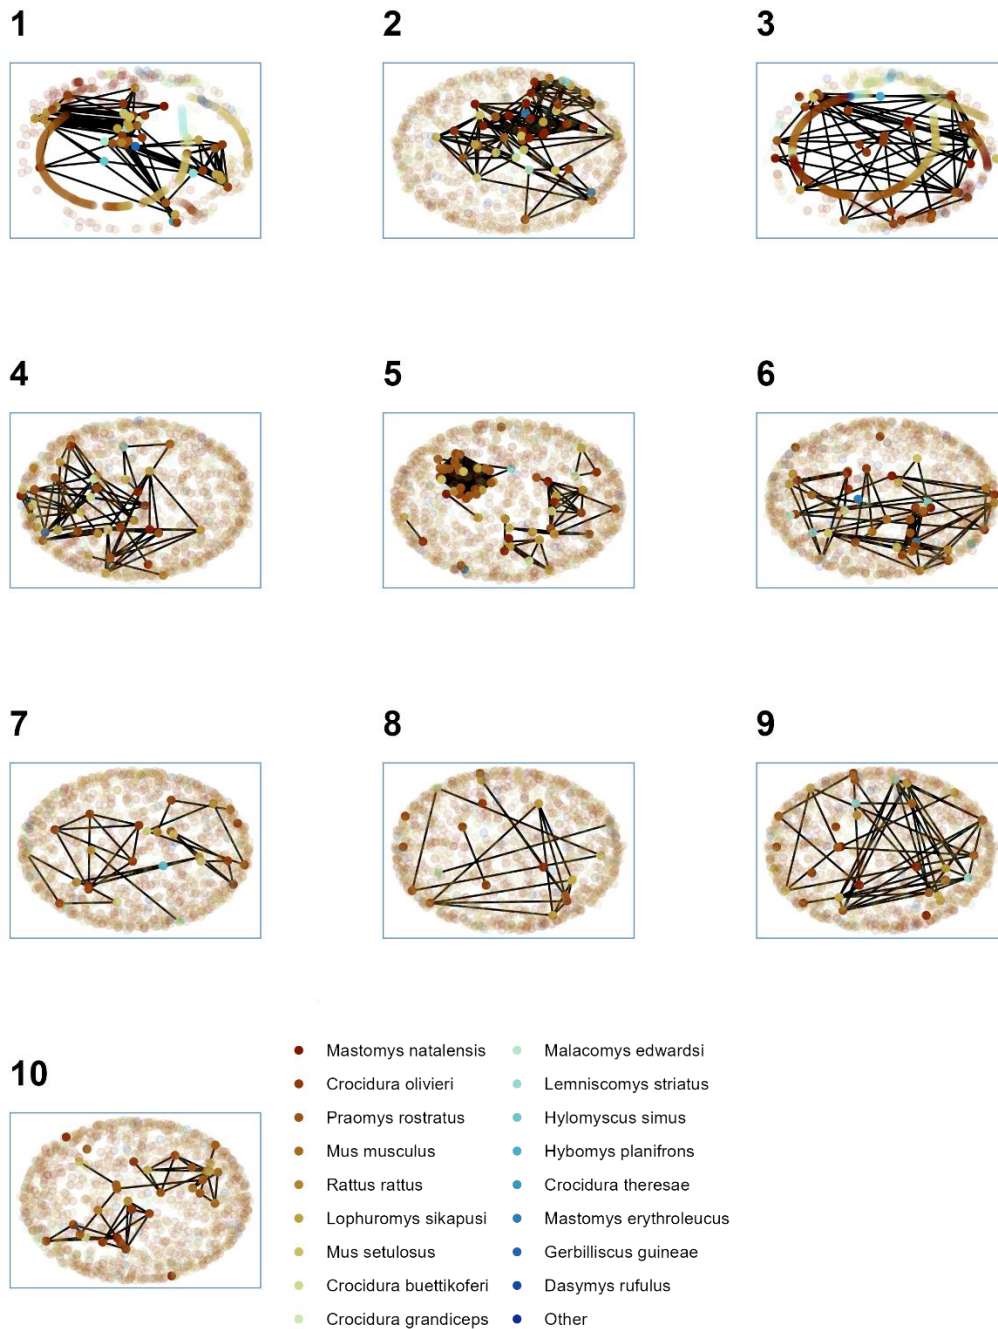 1 2 3
4 5 6
7 8 9
10
Mastomys natalensis Malacomys edwardsi
Crocidura olivieri Lemniscomys striatus
Praomys rostratus Hylomyscus simus
Mus musculus Hybomys planifrons
Rattus rattus Crocidura theresae
Lophuromys sikapusi Mastomys erythroleucus
Mus setulosus Gerbilliscus guineae
Crocidura buettikoferi Dasymys rufulus
Crocidura grandiceps Other